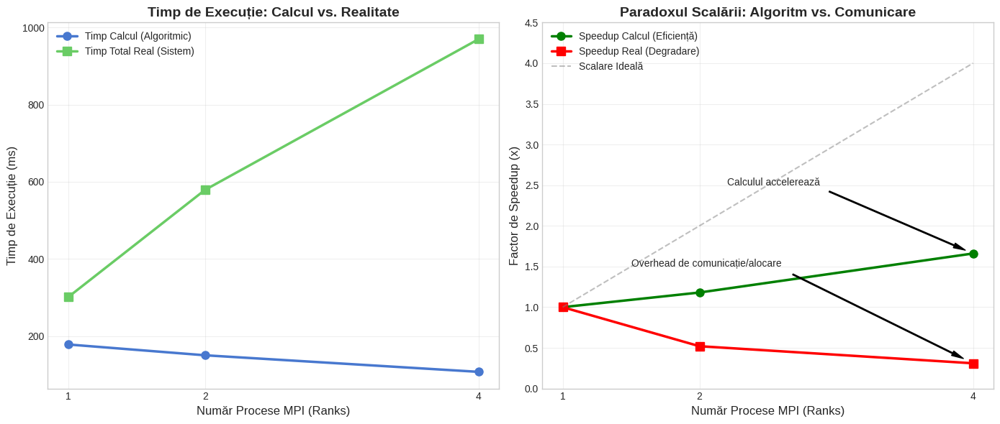 Timp de Execuție: Calcul vs. Realitate
Timp Calcul (Algoritmic)
Timp Total Real (Sistem)
Timp de Execuție (ms)
1000
800
600
400
200
1
2
4
Număr Procese MPI (Ranks)
Paradoxul Scalării: Algoritm vs. Comunicare
Speedup Calcul (Eficiență)
Speedup Real (Degradare)
Scalare Ideală
Factor de Speedup (x)
4.5
4.0
3.5
3.0
2.5
2.0
1.5
1.0
0.5
0.0
Calculul accelerează
Overhead de comunicație/alocare
1
2
4
Număr Procese MPI (Ranks)